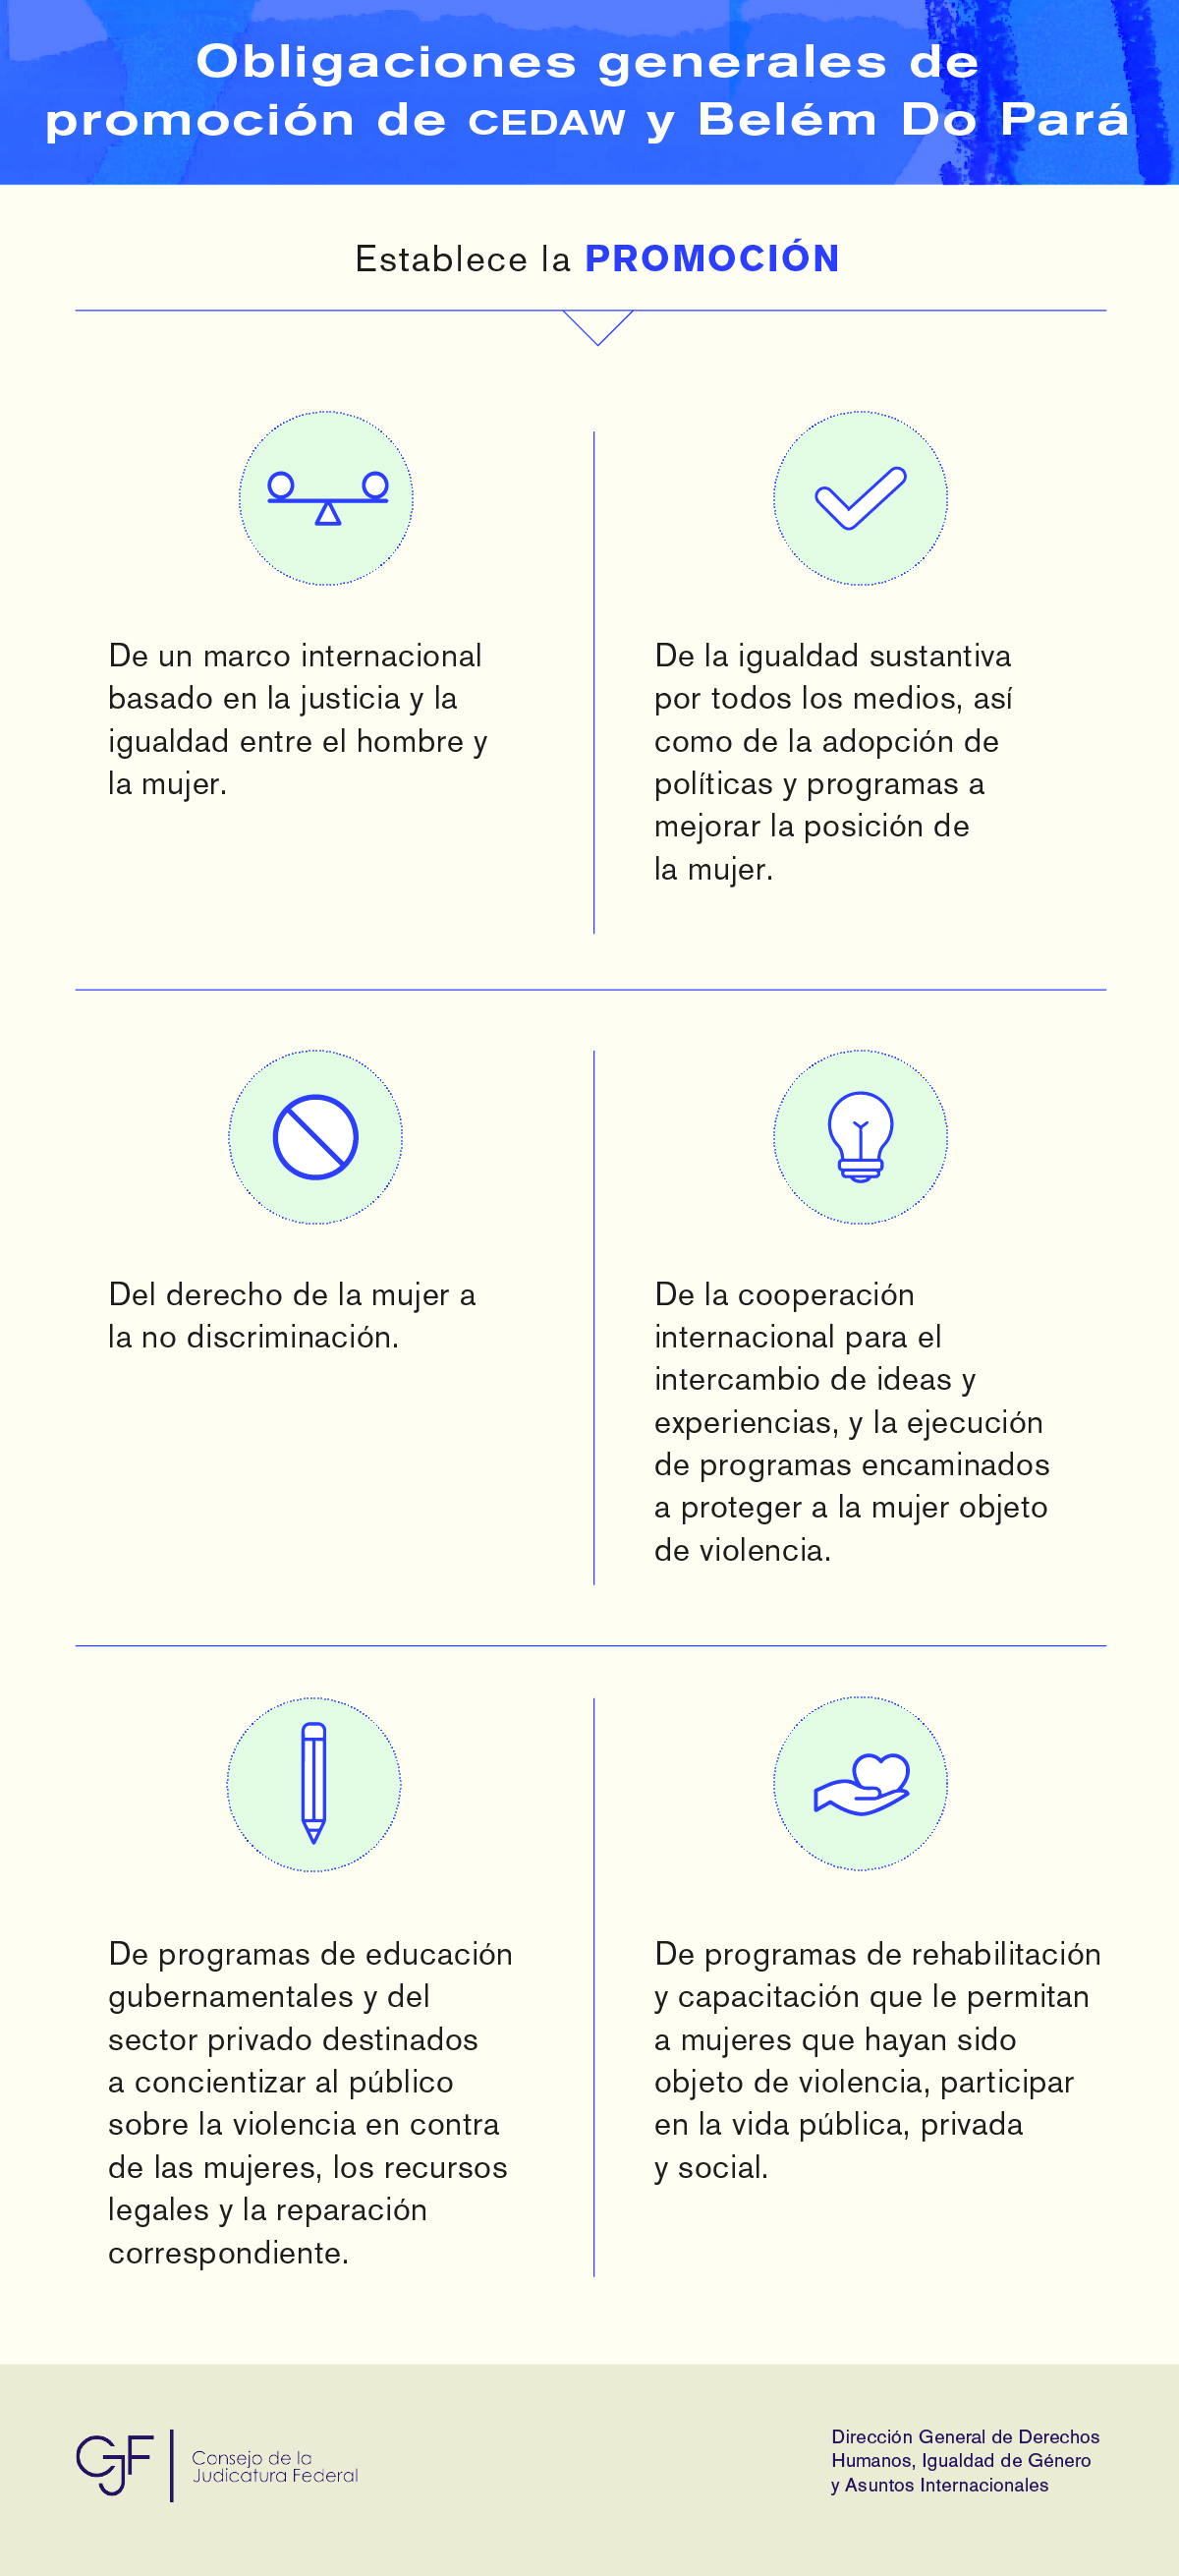 Obligaciones generales de
promoción de CEDAW y Belém Do Pará
Establece la PROMOCIÓN
De un marco internacional
basado en la justicia y la
igualdad entre el hombre y
la mujer.
De la igualdad sustantiva
por todos los medios, así
como de la adopción de
políticas y programas a
mejorar la posición de
la mujer.
Del derecho de la mujer a
la no discriminación.
De la cooperación
internacional para el
intercambio de ideas y
experiencias, y la ejecución
de programas encaminados
a proteger a la mujer objeto
de violencia.
De programas de educación
gubernamentales y del
sector privado destinados
a concientizar al público
sobre la violencia en contra
de las mujeres, los recursos
legales y la reparación
correspondiente.
De programas de rehabilitación
y capacitación que le permitan
a mujeres que hayan sido
objeto de violencia, participar
en la vida pública, privada
y social.
CJF
Consejo de la
Judicatura Federal
Dirección General de Derechos
Humanos, Igualdad de Género
y Asuntos Internacionales